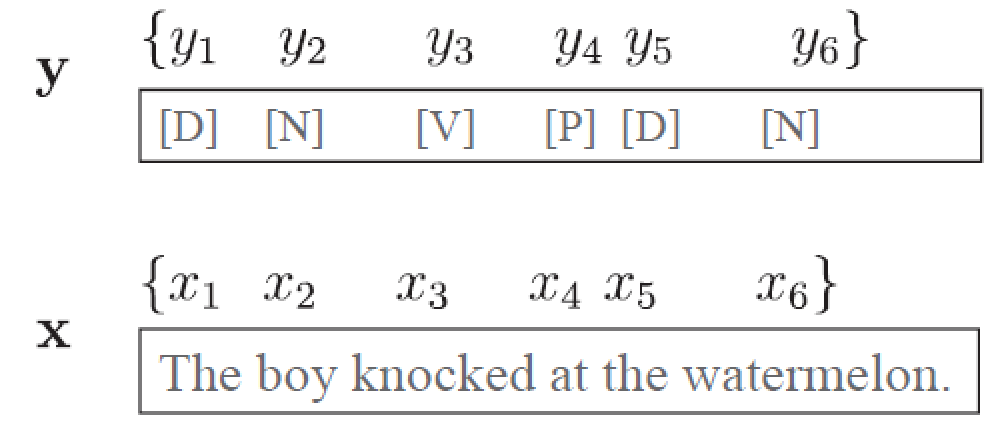 {y₁ y₂ y₃ y₄ y₅ y₆}
y
[D] [N] [V] [P] [D] [N]
{x₁ x₂ x₃ x₄ x₅ x₆}
x
The boy knocked at the watermelon.